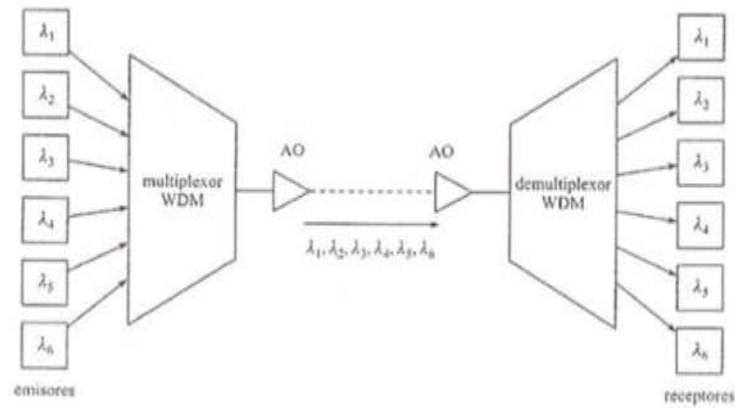 λ1
λ2
λ3
λ4
λ5
λ6
emisores
multiplexor
WDM
AO
AO
λ1, λ2, λ3, λ4, λ5, λ6
demultiplexor
WDM
λ1
λ2
λ3
λ4
λ5
λ6
receptores